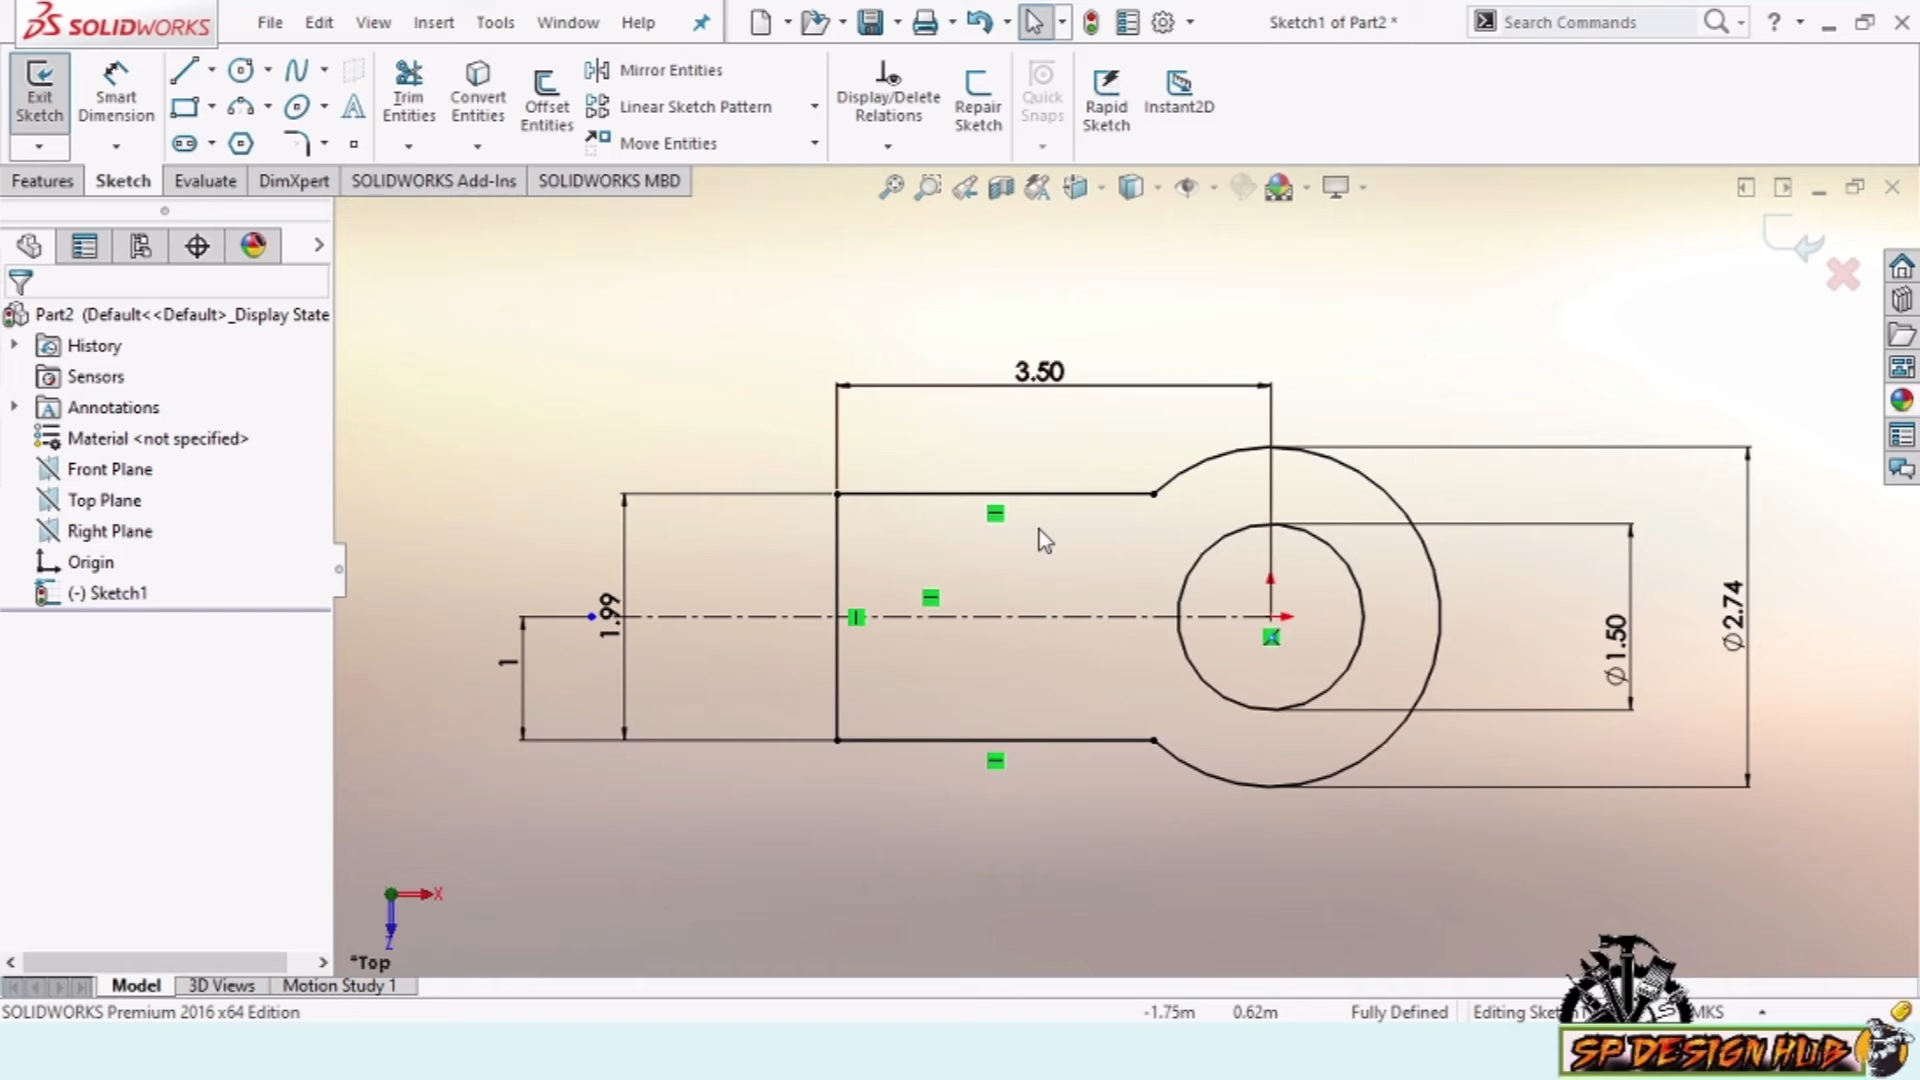 SOLIDWORKS File Edit View Insert Tools Window Help Sketch1 of Part2 * Search Commands ?
Exit Sketch
Smart Dimension
Trim Entities
Convert Entities
Offset Entities
Mirror Entities
Linear Sketch Pattern
Move Entities
Display/Delete Relations
Repair Sketch
Quick Snaps
Rapid Sketch
Instant2D
Features Sketch Evaluate DimXpert SOLIDWORKS Add-Ins SOLIDWORKS MBD
Part2 (Default<<Default>_Display State
History
Sensors
Annotations
Material <not specified>
Front Plane
Top Plane
Right Plane
Origin
(-) Sketch1
3.50
1.99
1
∅1.50
∅2.74
X
Z
*Top
Model 3D Views Motion Study 1
SOLIDWORKS Premium 2016 x64 Edition -1.75m 0.62m Fully Defined Editing Sketch1 MKS
SP DESIGN HUB